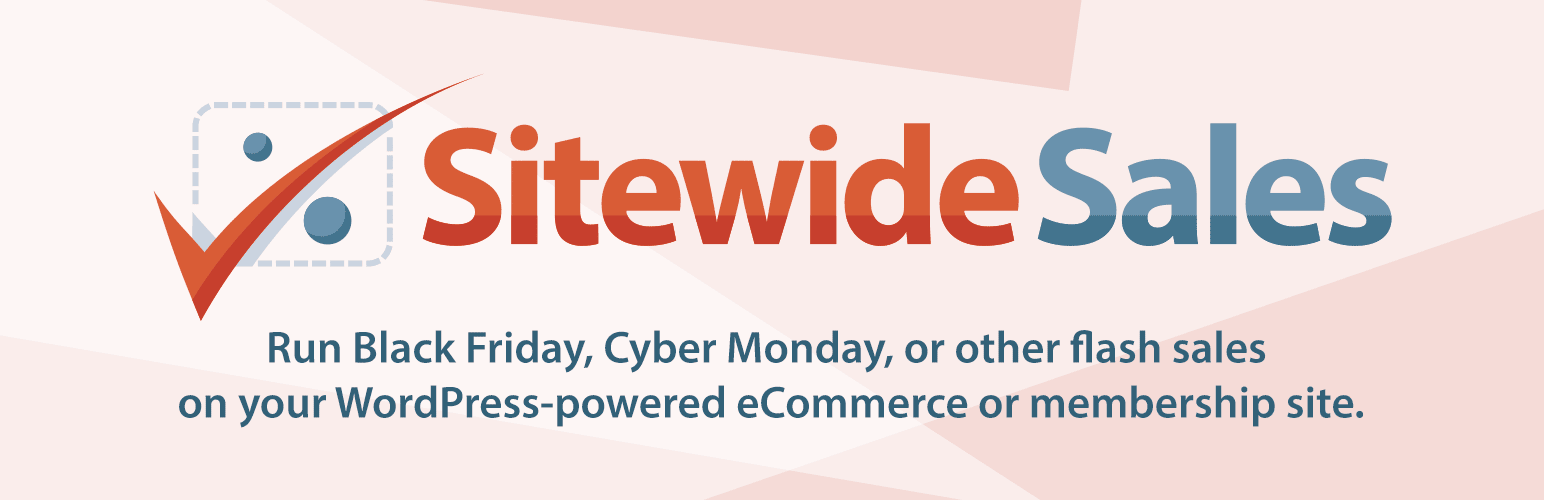 Sitewide Sales
Run Black Friday, Cyber Monday, or other flash sales
on your WordPress-powered eCommerce or membership site.